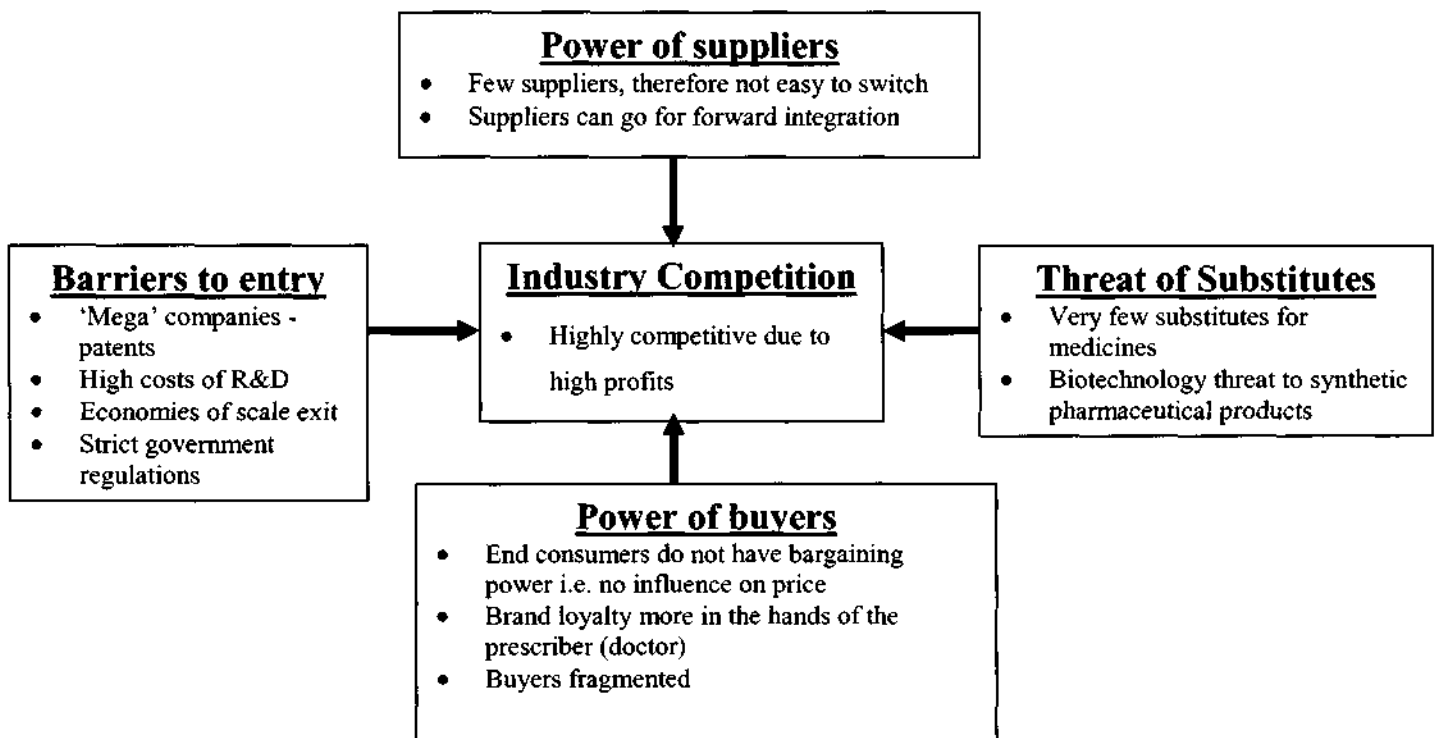 Power of suppliers
• Few suppliers, therefore not easy to switch
• Suppliers can go for forward integration
Barriers to entry
• 'Mega' companies -
patents
• High costs of R&D
• Economies of scale exit
• Strict government
regulations
Industry Competition
• Highly competitive due to
high profits
Threat of Substitutes
• Very few substitutes for
medicines
• Biotechnology threat to synthetic
pharmaceutical products
Power of buyers
• End consumers do not have bargaining
power i.e. no influence on price
• Brand loyalty more in the hands of the
prescriber (doctor)
• Buyers fragmented